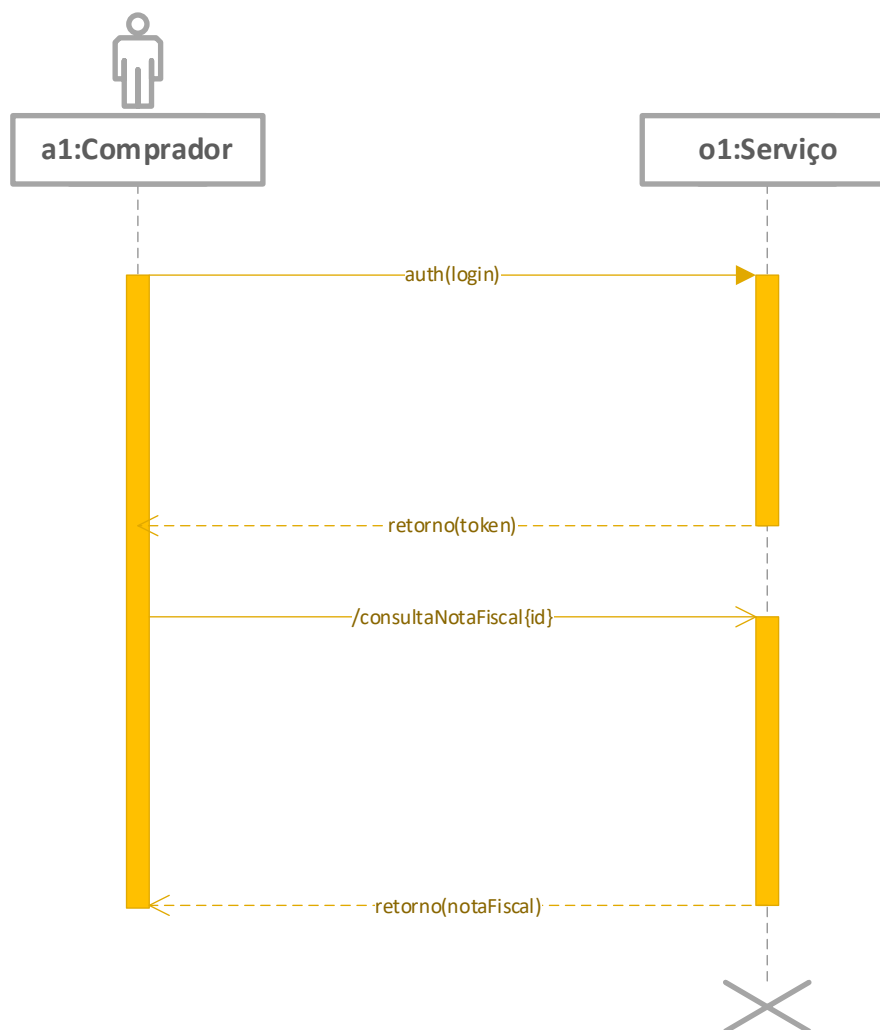 a1:Comprador
o1:Serviço
auth(login)
retorno(token)
/consultaNotaFiscal{id}
retorno(notaFiscal)